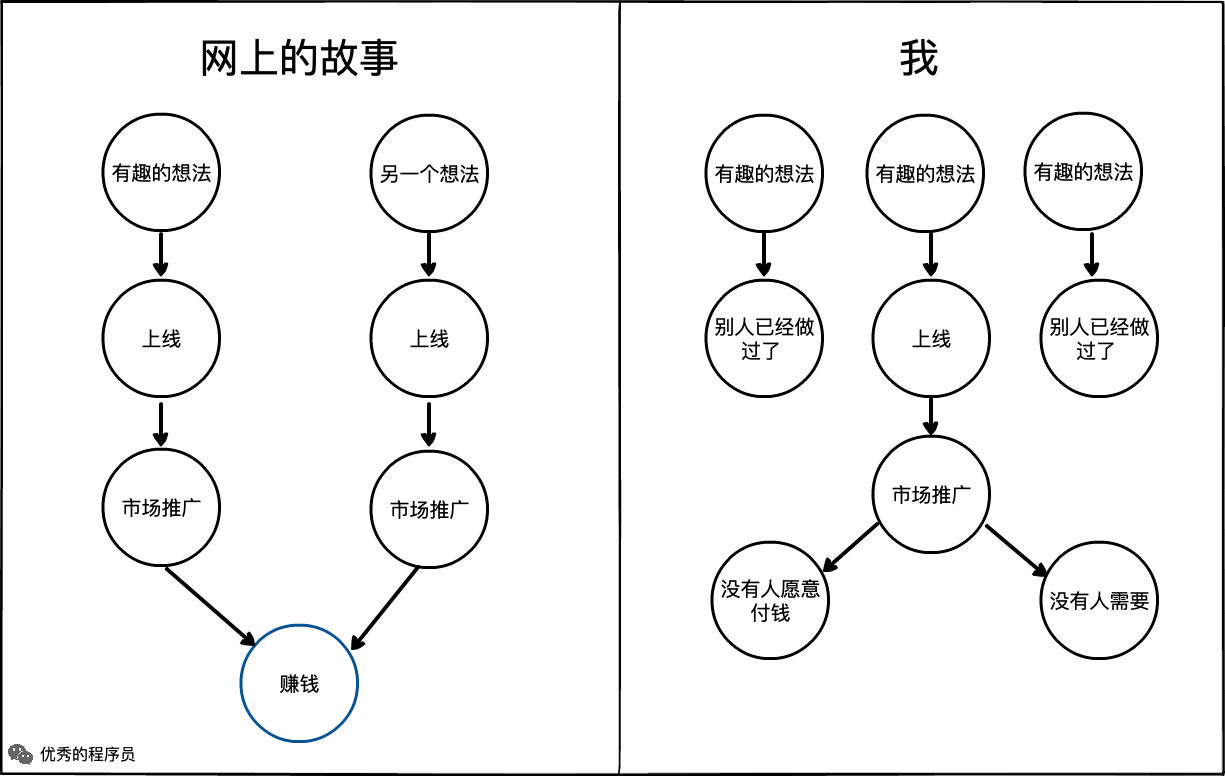 网上的故事
有趣的想法
另一个想法
上线
上线
市场推广
市场推广
赚钱
优秀的程序员
我
有趣的想法
有趣的想法
有趣的想法
别人已经做
过了
上线
别人已经做
过了
市场推广
没有人愿意
付钱
没有人需要